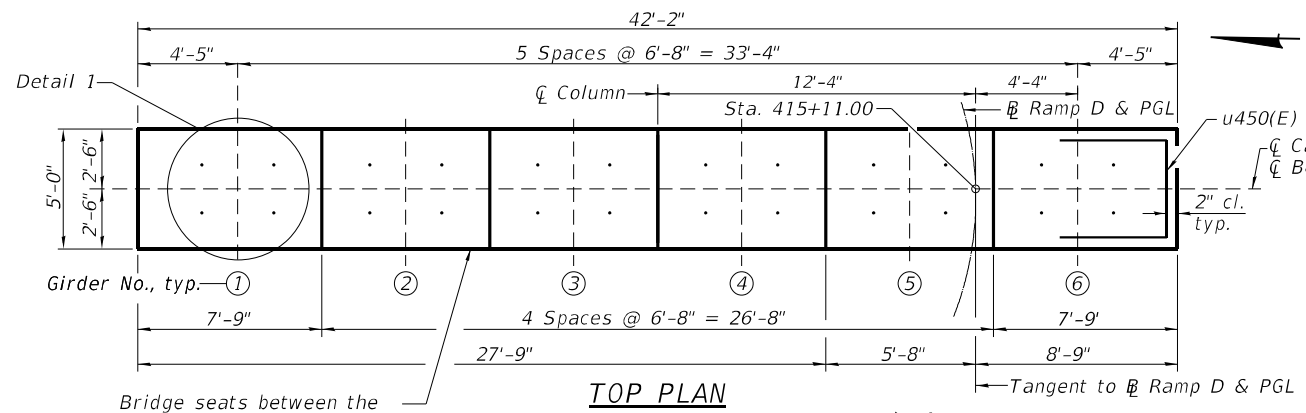 42'-2"
4'-5"
5 Spaces @ 6'-8" = 33'-4"
4'-5"
Detail 1
12'-4"
4'-4"
℄ Column
Sta. 415+11.00
Ramp D & PGL
u450(E)
℄ Ca
℄ B
5'-0"
2'-6"
2'-6"
2" cl.
typ.
Girder No., typ.
1
2
3
4
5
6
7'-9"
4 Spaces @ 6'-8" = 26'-8"
7'-9'
27'-9"
5'-8"
8'-9"
Bridge seats between the
TOP PLAN
Tangent to Ramp D & PGL